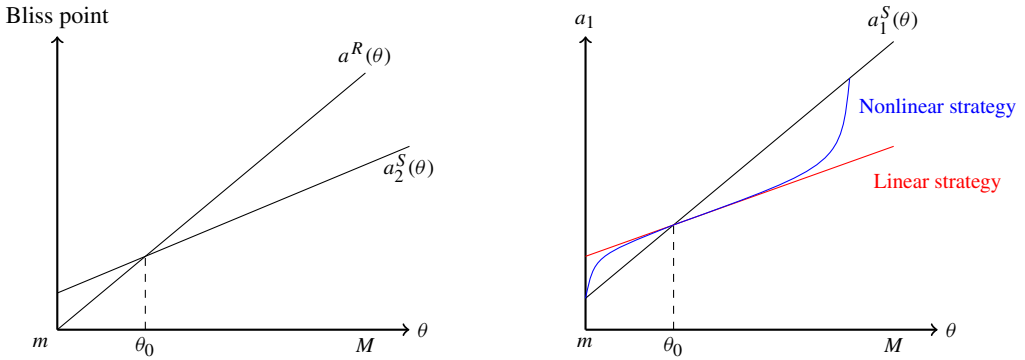 Bliss point
a^R(θ)
a_2^S(θ)
m
θ_0
M
θ
a_1
a_1^S(θ)
Nonlinear strategy
Linear strategy
m
θ_0
M
θ